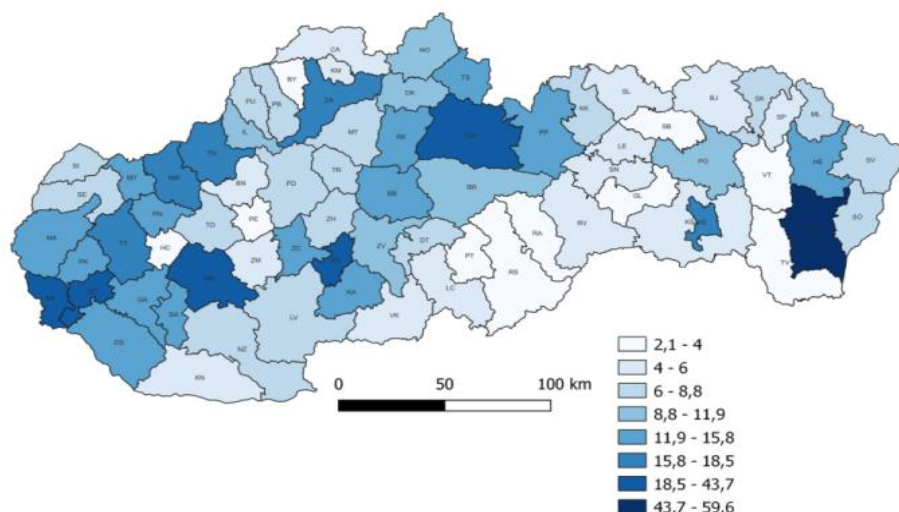 CA
NO
BY
KM
TS
ZA
DK
PU
PB
IL
MT
RK
PP
KK
SL
BJ
SK
SP
ML
SB
LE
SI
SE
MY
NM
TN
BN
PD
TR
BB
BR
SN
PO
HE
SV
MA
PN
TO
PE
ZH
GL
VT
SO
PK
TT
HC
ZM
ZC
ZV
DT
PT
RA
RV
KS
TV
GA
SA
KA
LC
RS
DS
NZ
LV
VK
KN
0 50 100 km
2,1 - 4
4 - 6
6 - 8,8
8,8 - 11,9
11,9 - 15,8
15,8 - 18,5
18,5 - 43,7
43,7 - 59,6